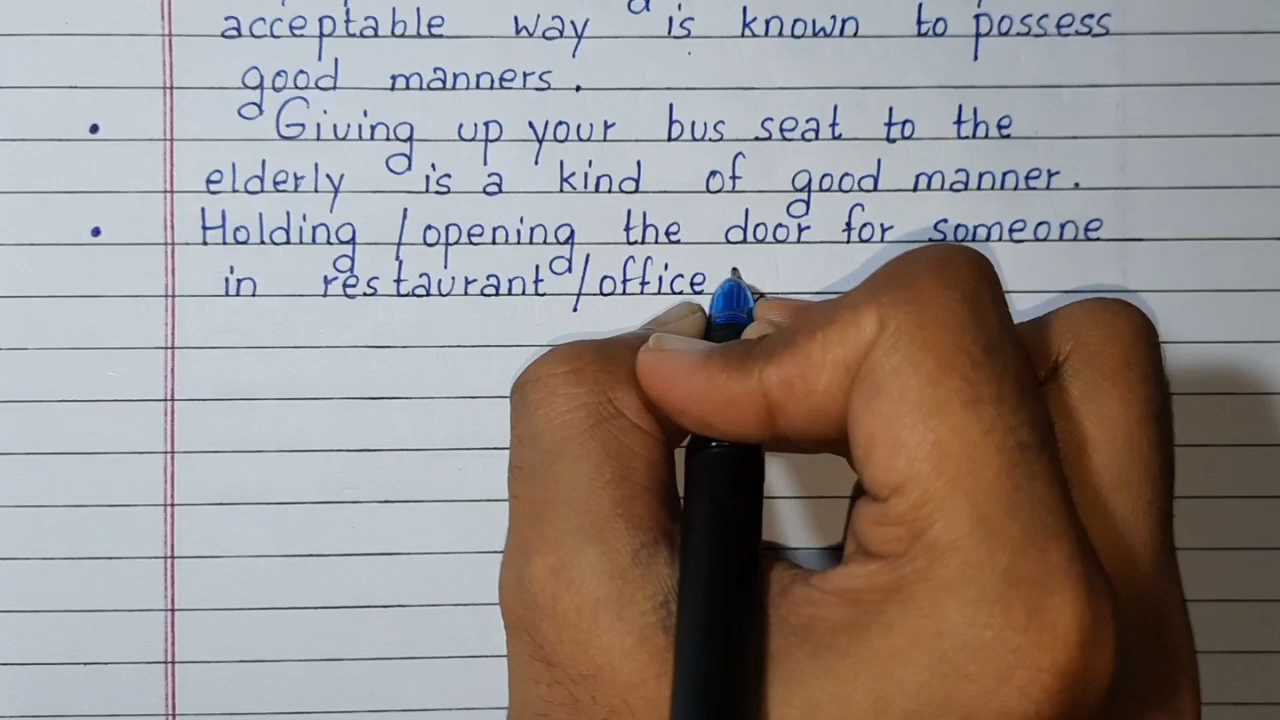 acceptable way is known to possess
good manners.
• Giving up your bus seat to the
elderly is a kind of good manner.
• Holding / opening the door for someone
in restaurant / office